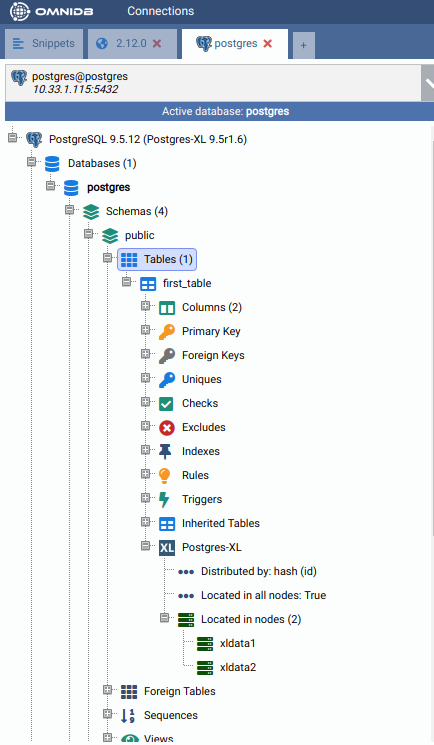 OMNIDB Connections
Snippets 2.12.0 postgres +
postgres@postgres
10.33.1.115:5432
Active database: postgres
PostgreSQL 9.5.12 (Postgres-XL 9.5r1.6)
Databases (1)
postgres
Schemas (4)
public
Tables (1)
first_table
Columns (2)
Primary Key
Foreign Keys
Uniques
Checks
Excludes
Indexes
Rules
Triggers
Inherited Tables
XL Postgres-XL
Distributed by: hash (id)
Located in all nodes: True
Located in nodes (2)
xldata1
xldata2
Foreign Tables
Sequences
Views